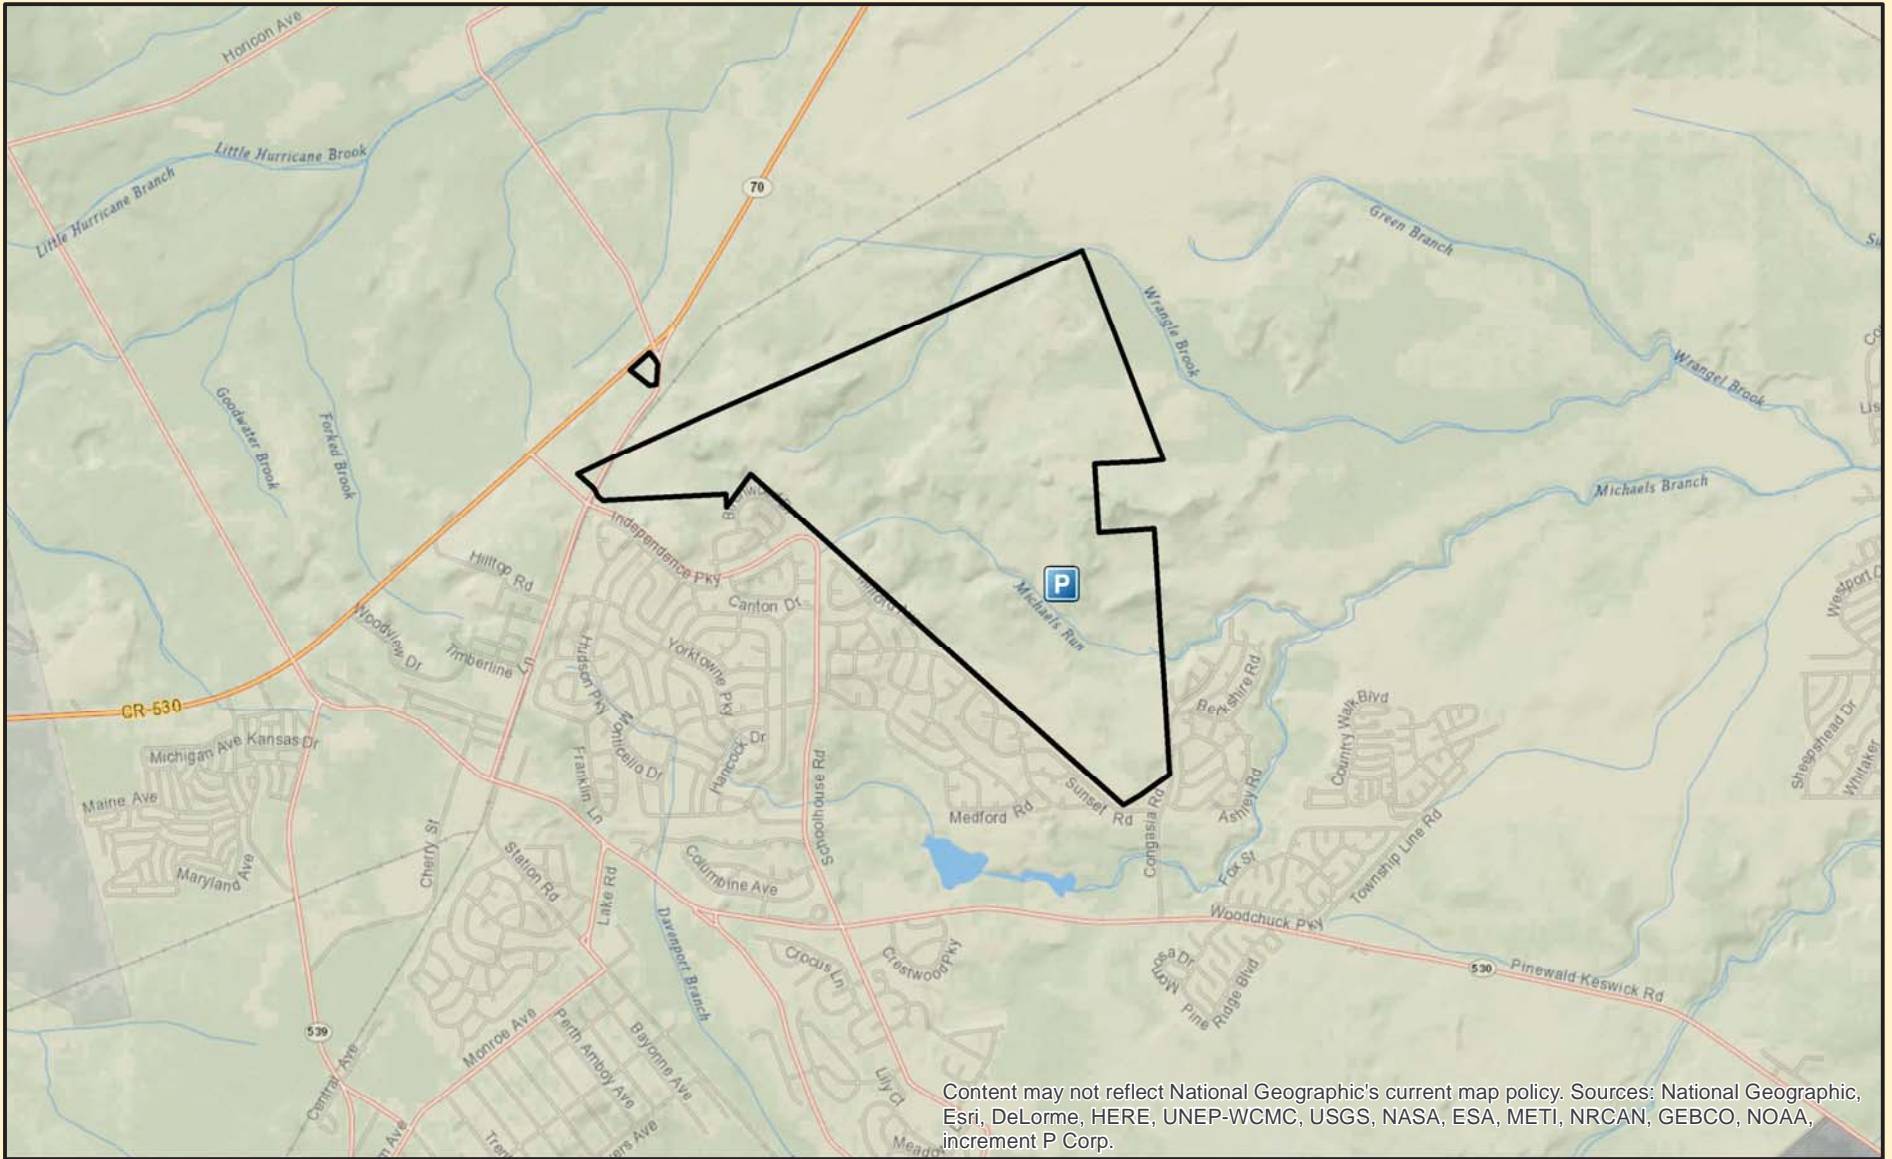 Horicon Ave
Little Hurricane Brook
Little Hurricane Branch
70
Green Branch
Wrangle Brook
Wrangel Brook
Goodwater Brook
Forked Brook
Michaels Branch
Independence Pky
Hilltop Rd
Canton Dr
P
Michaels Run
Woodview Dr
Timberline Ln
Hudson Pky
Yorktowne Pky
Berkshire Rd
Westport
CR-530
Michigan Ave
Kansas Dr
Monticello Dr
Hancock Dr
Country Walk Blvd
Sheepshead Dr
Whitaker
Maine Ave
Franklin Ln
Schoolhouse Rd
Medford Rd
Sunset Rd
Congasia Rd
Ashley Rd
Township Line Rd
Maryland Ave
Cherry St
Station Rd
Lake Rd
Columbine Ave
Fox St
Woodchuck Pky
Davenport Branch
Crocus Ln
Crestwood Pky
Momosa Dr
Pine Ridge Blvd
530
Pinewald Keswick Rd
539
Central Ave
Monroe Ave
Perth Amboy Ave
Bayonne Ave
Lily Ct
Content may not reflect National Geographic's current map policy. Sources: National Geographic,
Esri, DeLorme, HERE, UNEP-WCMC, USGS, NASA, ESA, METI, NRCAN, GEBCO, NOAA,
increment P Corp.